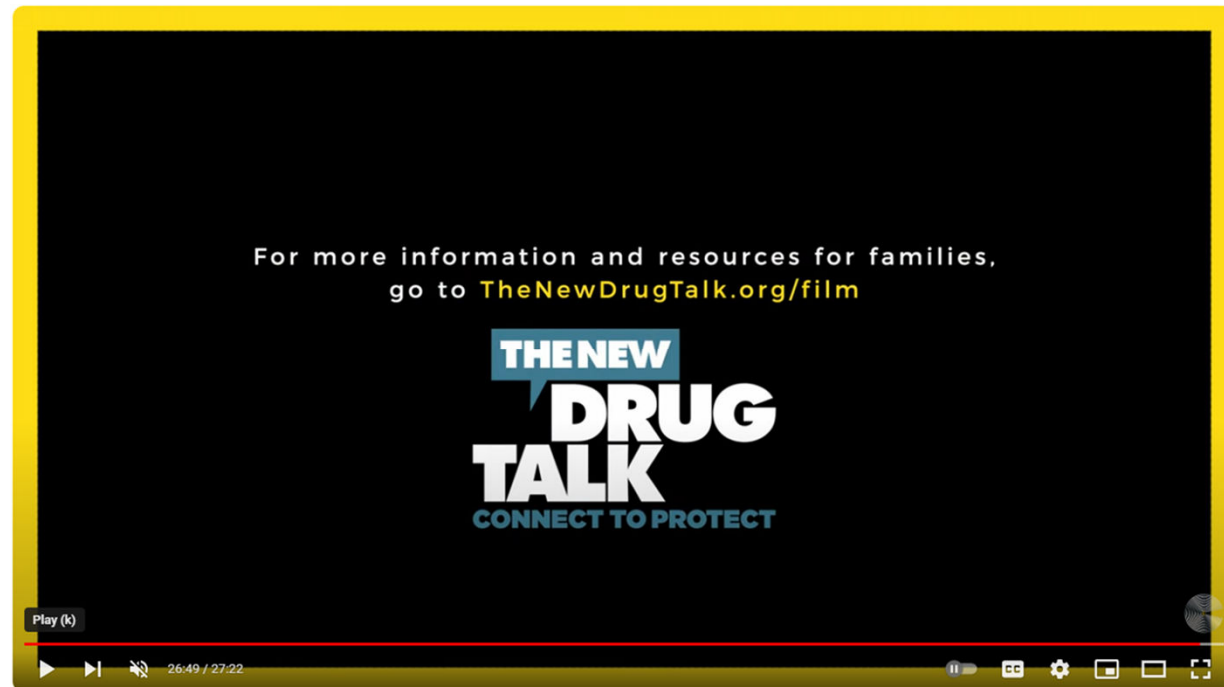 For more information and resources for families,
go to TheNewDrugTalk.org/film
THE NEW
DRUG
TALK
CONNECT TO PROTECT
Play (k)
26:49 / 27:22
CC